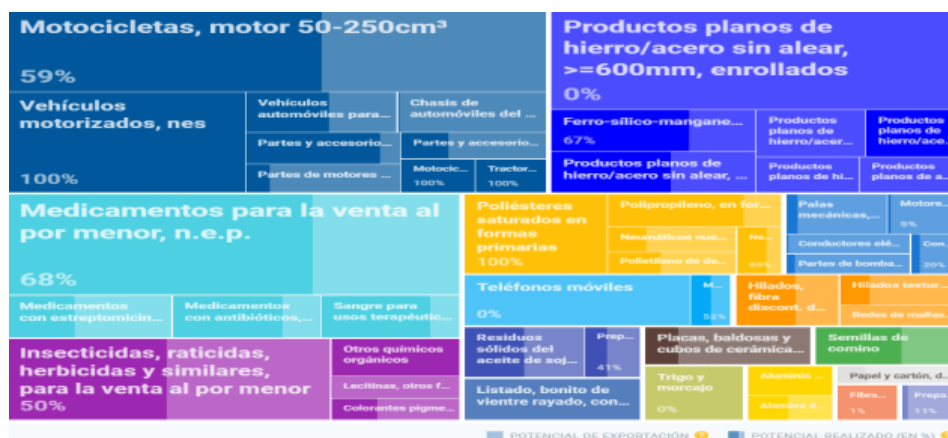 Motocicletas, motor 50-250cm³
59%
Vehículos
motorizados, nes
100%
Vehículos
automóviles para...
Chasis de
automóviles del ...
Partes y accesorio...
Partes y accesorio...
Partes de motores ...
Motocic...
100%
Tractor...
100%
Productos planos de
hierro/acero sin alear,
>=600mm, enrollados
0%
Ferro-sílico-mangane...
67%
Productos planos de
hierro/acero sin alear, ...
Productos
planos de
hierro/acer...
Productos
planos de
hierro/ace...
Productos
planos de hi...
Productos
planos de a...
Medicamentos para la venta al
por menor, n.e.p.
68%
Medicamentos
con estreptomicin...
Medicamentos
con antibióticos,...
Sangre para
usos terapéutic...
Insecticidas, raticidas,
herbicidas y similares,
para la venta al por menor
50%
Otros químicos
orgánicos
Lecitinas, otros f...
Colorantes pigme...
Poliésteres
saturados en
formas
primarias
100%
Polipropileno, en for...
Neumáticos nue...
Ne...
69%
Polietileno de de...
Palas
mecánicas,...
Motore...
5%
Conductores elé...
Con...
20%
Partes de bomba...
Teléfonos móviles
0%
M...
52%
Hilados,
fibra
discont. d...
Hilados textur...
Redes de mallas...
Residuos
sólidos del
aceite de soj...
Prep...
41%
Listado, bonito de
vientre rayado, con...
Placas, baldosas y
cubos de cerámica...
Semillas de
comino
Trigo y
morcajo
0%
Aluminio ...
Alambre d...
Papel y cartón, d...
Fibra...
1%
Prepa...
11%
POTENCIAL DE EXPORTACIÓN ?
POTENCIAL REALIZADO (EN %)